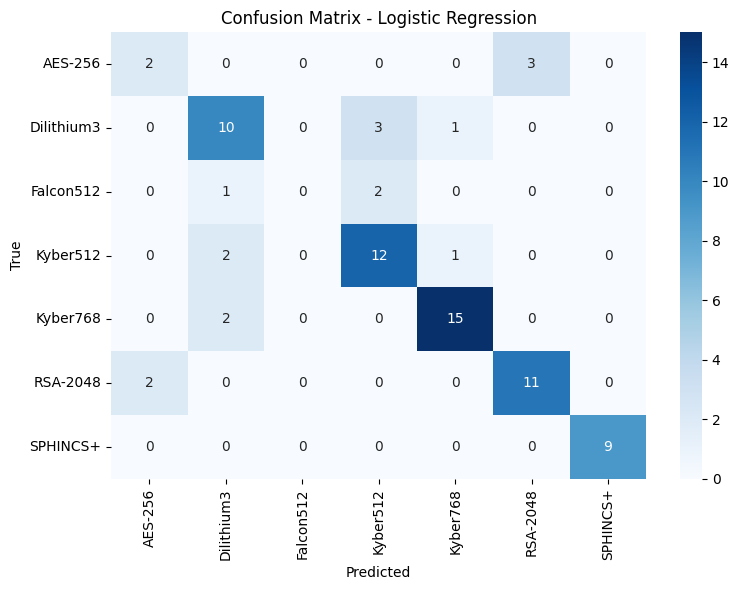 Confusion Matrix - Logistic Regression
True
AES-256 2 0 0 0 0 3 0
Dilithium3 0 10 0 3 1 0 0
Falcon512 0 1 0 2 0 0 0
Kyber512 0 2 0 12 1 0 0
Kyber768 0 2 0 0 15 0 0
RSA-2048 2 0 0 0 0 11 0
SPHINCS+ 0 0 0 0 0 0 9
AES-256 Dilithium3 Falcon512 Kyber512 Kyber768 RSA-2048 SPHINCS+
Predicted
14
12
10
8
6
4
2
0